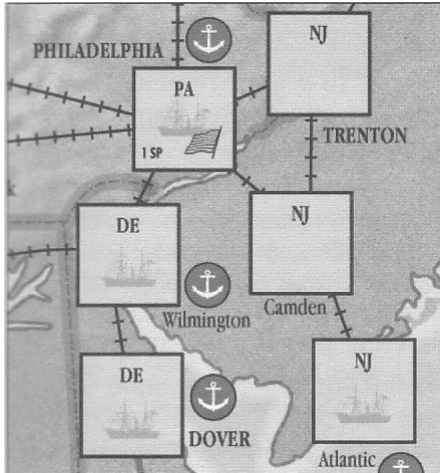 NJ
PHILADELPHIA
PA
1 SP
TRENTON
DE
NJ
Wilmington
Camden
DE
NJ
DOVER
Atlantic